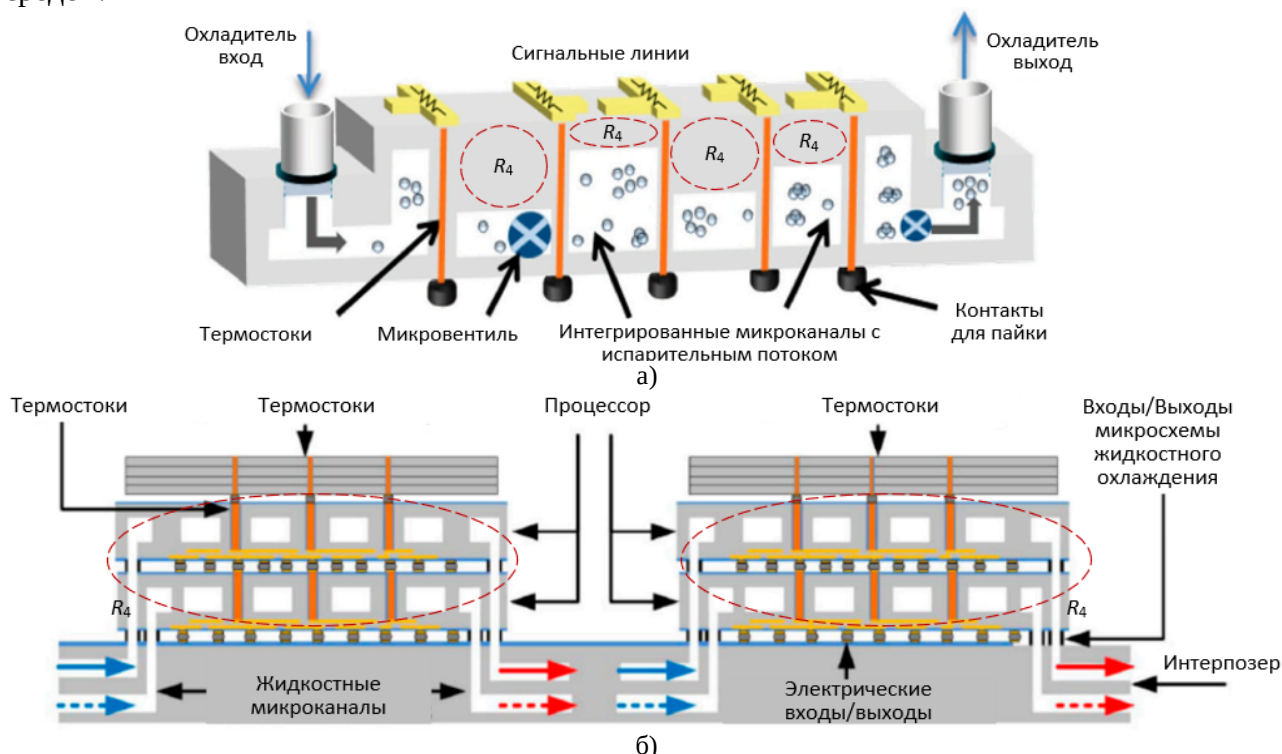 Охладитель
вход
Сигнальные линии
Охладитель
выход
R₄
R₄
R₄
R₄
Термостоки
Микровентиль
Интегрированные микроканалы с
испарительным потоком
Контакты
для пайки
а)
Термостоки
Термостоки
Процессор
Термостоки
Входы/Выходы
микросхемы
жидкостного
охлаждения
R₄
R₄
Интерпозер
Жидкостные
микроканалы
Электрические
входы/выходы
б)